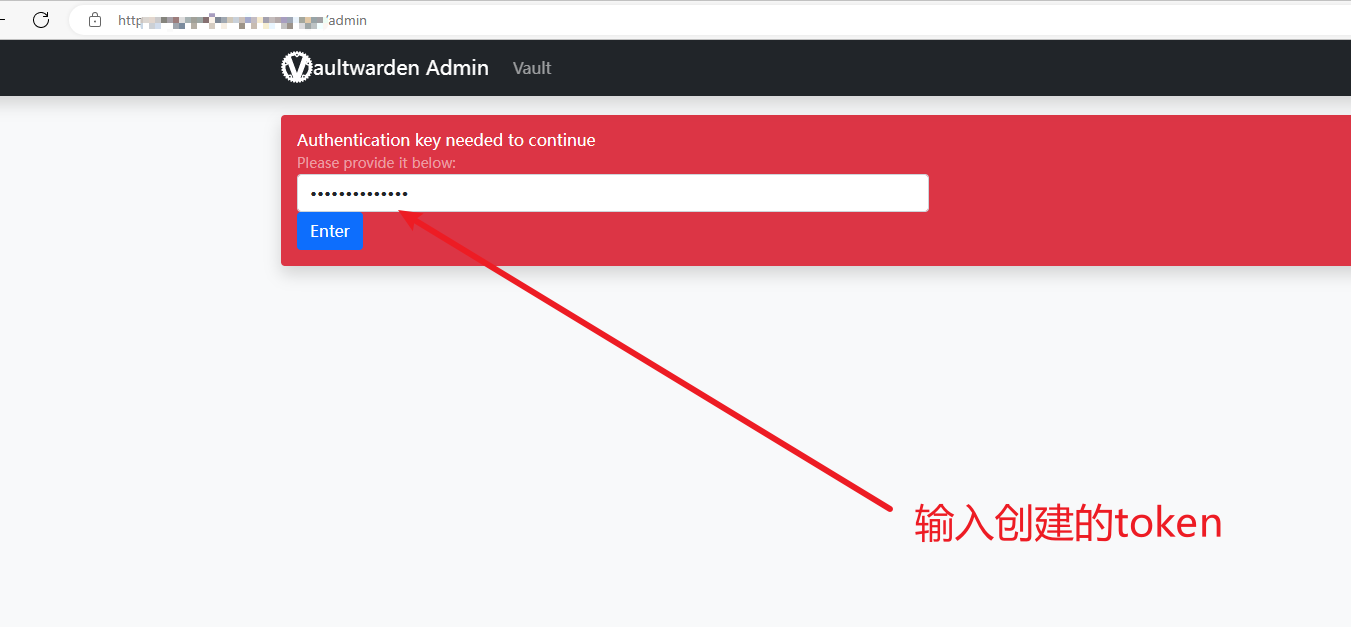 http
/admin
Vaultwarden Admin Vault
Authentication key needed to continue
Please provide it below:
••••••••••••••
Enter
输入创建的token